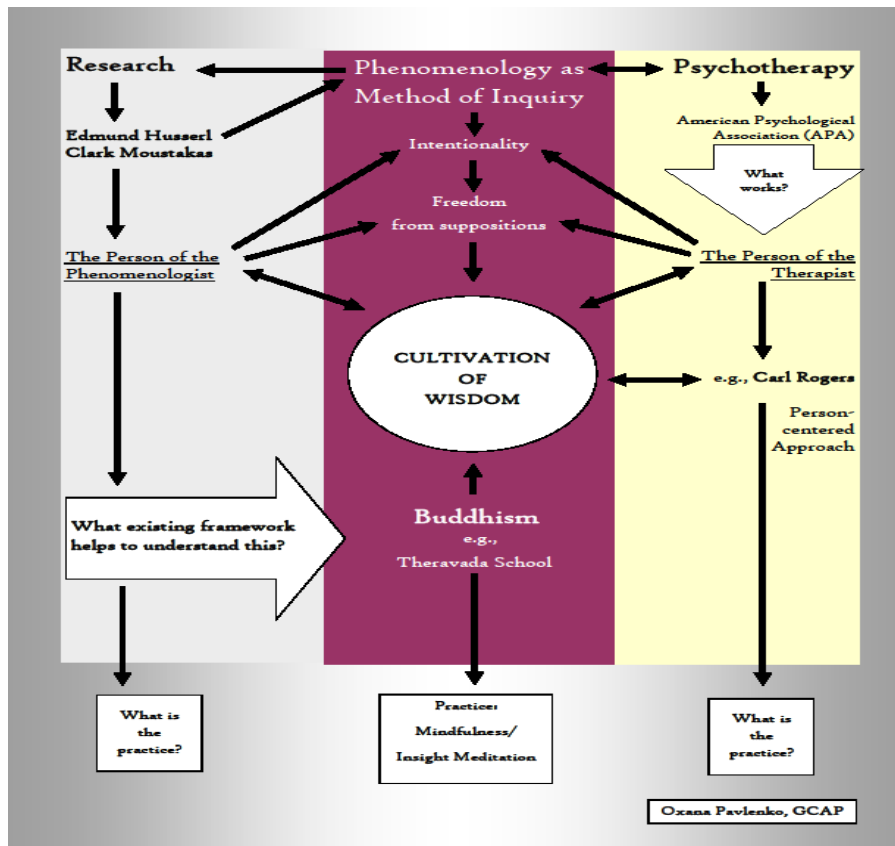 Research
Edmund Husserl
Clark Moustakas
The Person of the
Phenomenologist
What existing framework
helps to understand this?
What is
the
practice?
Phenomenology as
Method of Inquiry
Intentionality
Freedom
from suppositions
CULTIVATION
OF
WISDOM
Buddhism
e.g.,
Theravada School
Practice:
Mindfulness/
Insight Meditation
Psychotherapy
American Psychological
Association (APA)
What
works?
The Person of the
Therapist
e.g., Carl Rogers
Person-
centered
Approach
What is
the
practice?
Oxana Pavlenko, GCAP